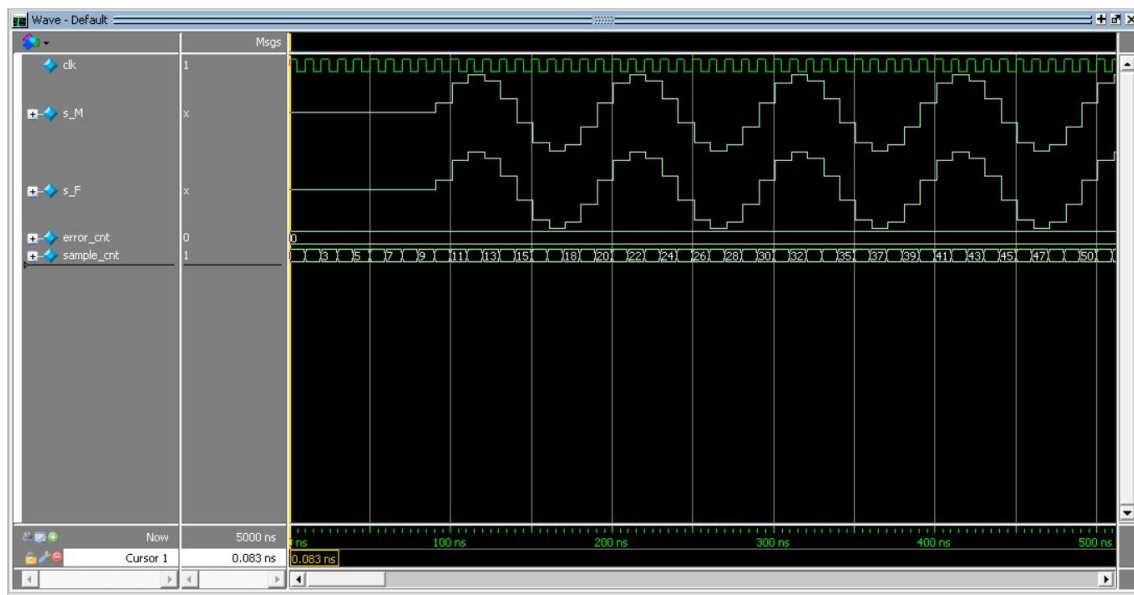 Wave - Default
Msgs
clk 1
s_M x
s_F x
error_cnt 0 0
sample_cnt 1 3 5 7 9 11 13 15 18 20 22 24 26 28 30 32 35 37 39 41 43 45 47 50
Now 5000 ns ns 100 ns 200 ns 300 ns 400 ns 500 ns
Cursor 1 0.083 ns 0.083 ns